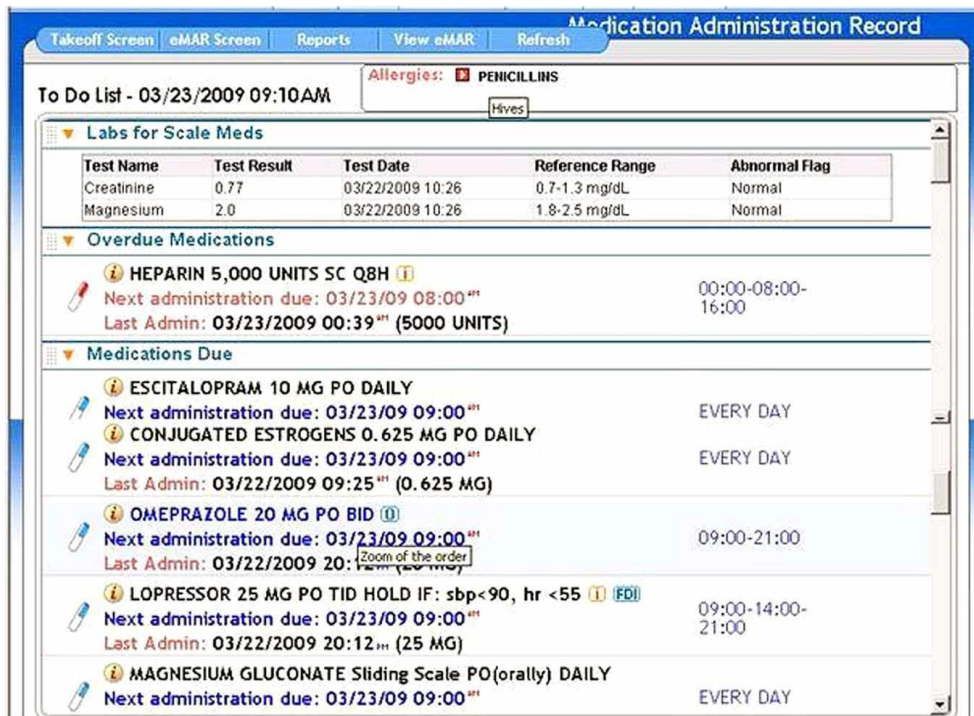 Medication Administration Record
Takeoff Screen eMAR Screen Reports View eMAR Refresh
Allergies: PENICILLINS
To Do List - 03/23/2009 09:10AM
Hives
Labs for Scale Meds
Test Name Test Result Test Date Reference Range Abnormal Flag
Creatinine 0.77 03/22/2009 10:26 0.7-1.3 mg/dL Normal
Magnesium 2.0 03/22/2009 10:26 1.8-2.5 mg/dL Normal
Overdue Medications
i HEPARIN 5,000 UNITS SC Q8H i
Next administration due: 03/23/09 08:00 AM 00:00-08:00-
16:00
Last Admin: 03/23/2009 00:39 AM (5000 UNITS)
Medications Due
i ESCITALOPRAM 10 MG PO DAILY
Next administration due: 03/23/09 09:00 AM EVERY DAY
i CONJUGATED ESTROGENS 0.625 MG PO DAILY
Next administration due: 03/23/09 09:00 AM EVERY DAY
Last Admin: 03/22/2009 09:25 AM (0.625 MG)
i OMEPRAZOLE 20 MG PO BID
Next administration due: 03/23/09 09:00 AM 09:00-21:00
Zoom of the order
Last Admin: 03/22/2009
i LOPRESSOR 25 MG PO TID HOLD IF: sbp<90, hr <55 i FDI
Next administration due: 03/23/09 09:00 AM 09:00-14:00-
21:00
Last Admin: 03/22/2009 20:12 PM (25 MG)
i MAGNESIUM GLUCONATE Sliding Scale PO(orally) DAILY
Next administration due: 03/23/09 09:00 AM EVERY DAY